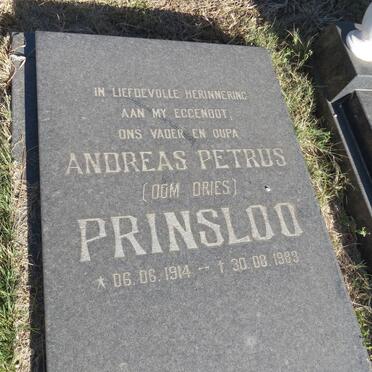 IN LIEFDEVOLLE HERINNERING
AAN MY EGGENOOT,
ONS VADER EN OUPA
ANDREAS PETRUS
(OOM DRIES)
PRINSLOO
* 06.06.1914 -- † 30.08.1989